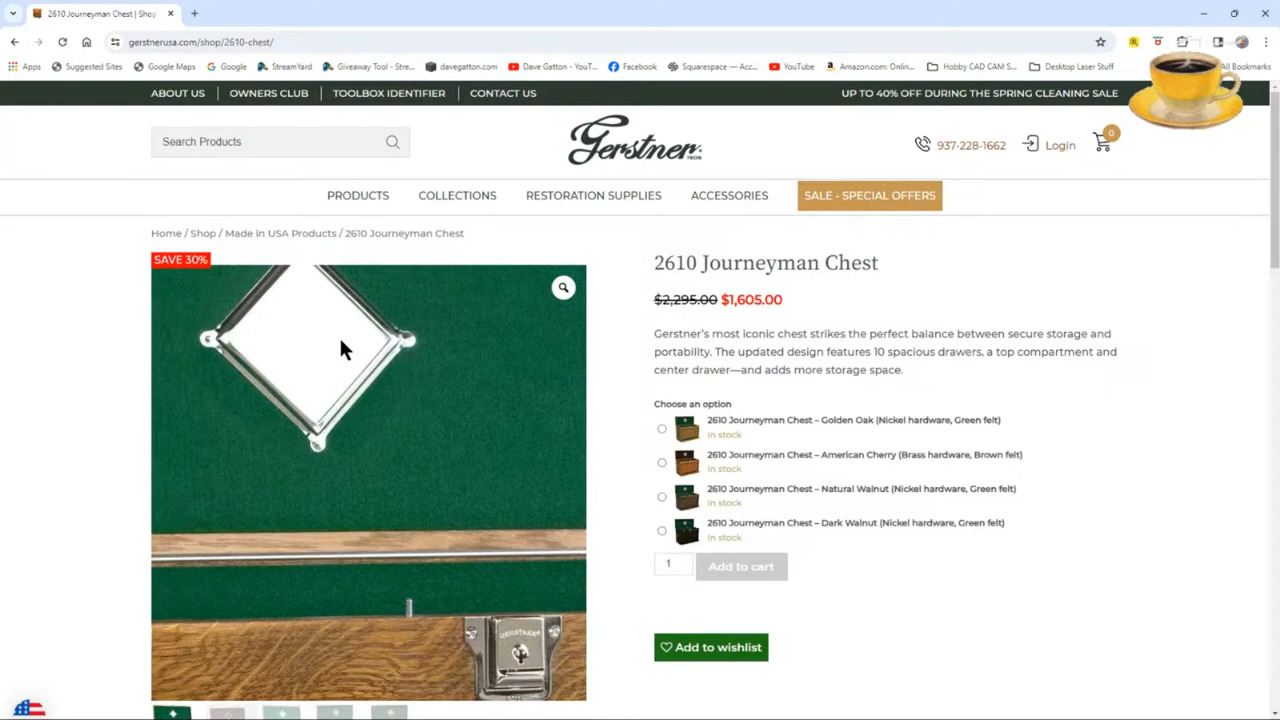 2610 Journeyman Chest | Shop
gerstnerusa.com/shop/2610-chest/
Apps
Suggested Sites
Google Maps
Google
StreamYard
Giveaway Tool - Stre...
davegatton.com
Dave Gatton - YouT...
Facebook
Squarespace — Acc...
YouTube
Amazon.com: Onlin...
Hobby CAD CAM S...
Desktop Laser Stuff
All Bookmarks
ABOUT US
OWNERS CLUB
TOOLBOX IDENTIFIER
CONTACT US
UP TO 40% OFF DURING THE SPRING CLEANING SALE
Search Products
Gerstner
1906
937-228-1662
Login
0
PRODUCTS
COLLECTIONS
RESTORATION SUPPLIES
ACCESSORIES
SALE - SPECIAL OFFERS
Home / Shop / Made in USA Products / 2610 Journeyman Chest
SAVE 30%
2610 Journeyman Chest
$2,295.00 $1,605.00
Gerstner's most iconic chest strikes the perfect balance between secure storage and
portability. The updated design features 10 spacious drawers, a top compartment and
center drawer—and adds more storage space.
Choose an option
2610 Journeyman Chest – Golden Oak (Nickel hardware, Green felt)
In stock
2610 Journeyman Chest – American Cherry (Brass hardware, Brown felt)
In stock
2610 Journeyman Chest – Natural Walnut (Nickel hardware, Green felt)
In stock
2610 Journeyman Chest – Dark Walnut (Nickel hardware, Green felt)
In stock
1
Add to cart
GERSTNER
Add to wishlist